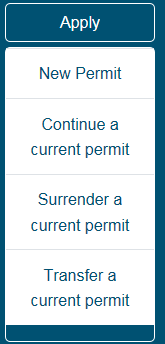 Apply
New Permit
Continue a
current permit
Surrender a
current permit
Transfer a
current permit